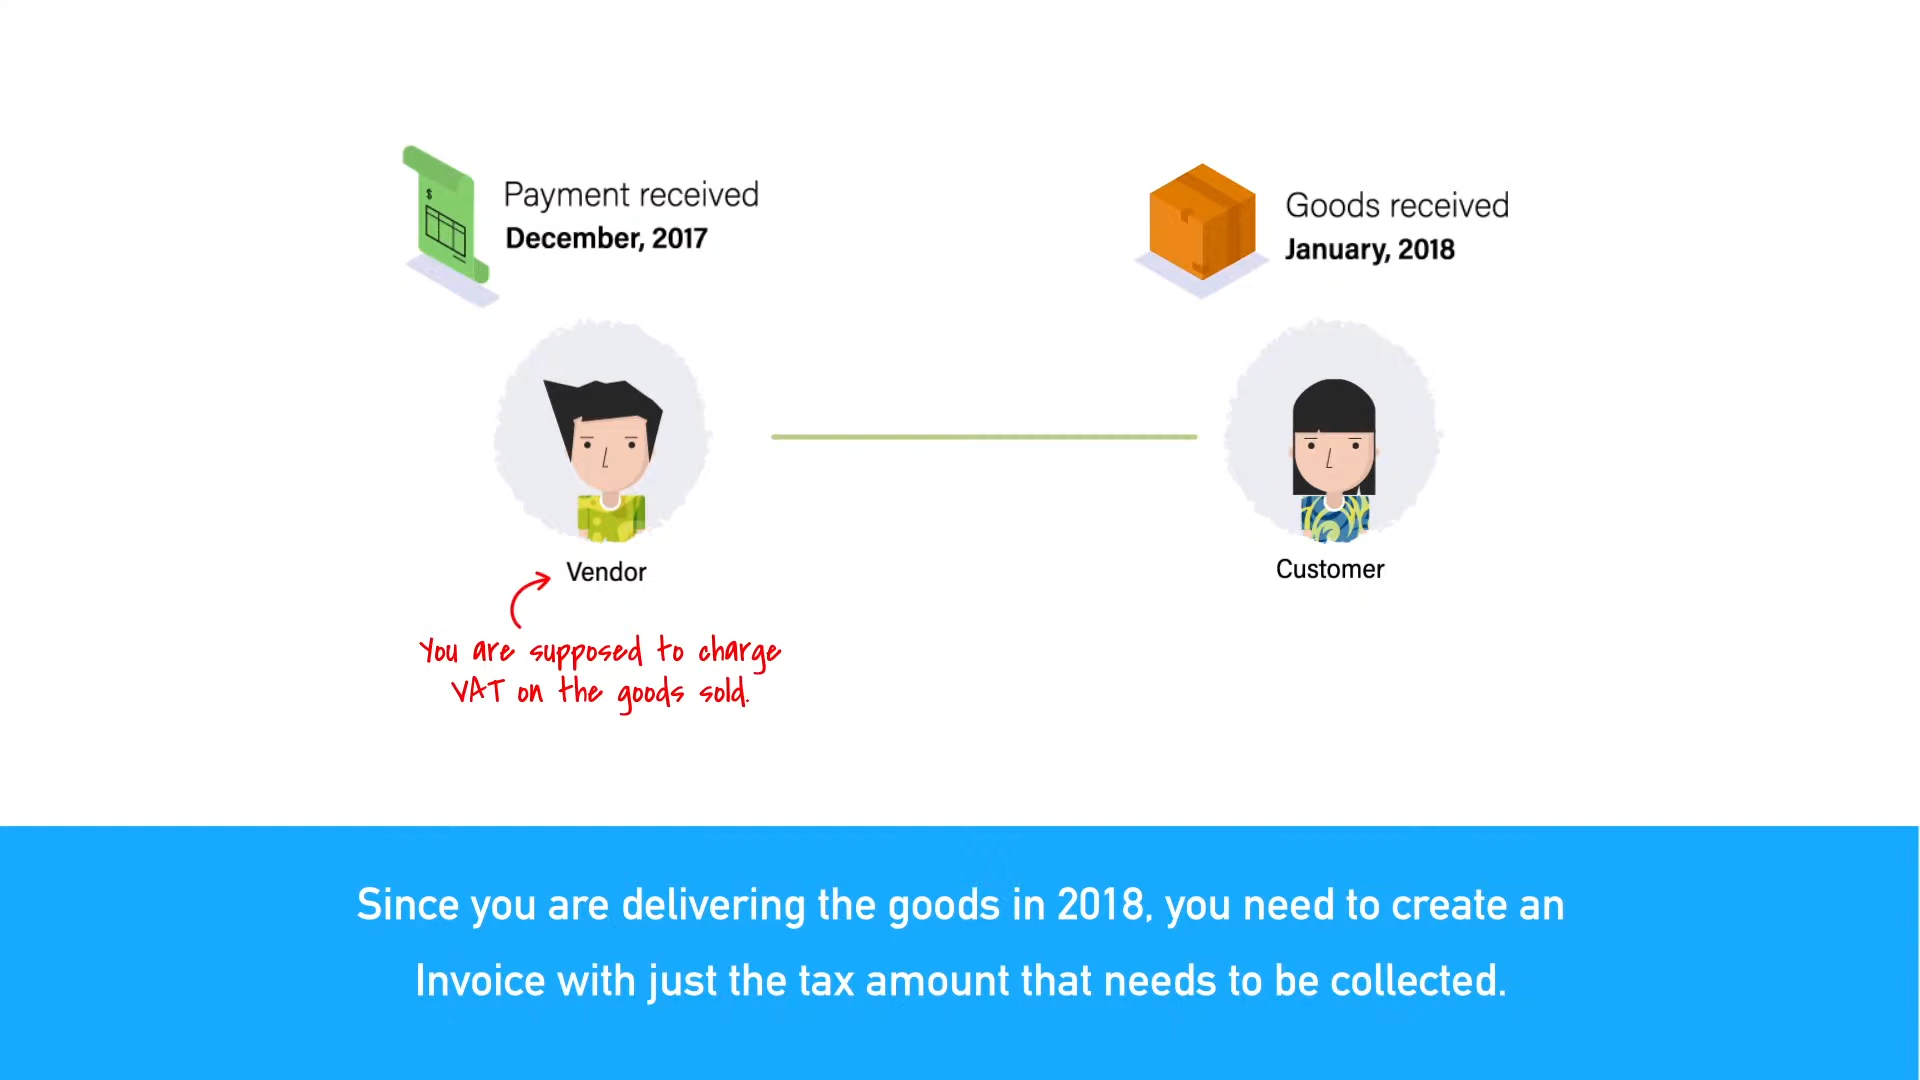 $
Payment received
December, 2017
Goods received
January, 2018
Vendor
Customer
You are supposed to charge
VAT on the goods sold.
Since you are delivering the goods in 2018, you need to create an
Invoice with just the tax amount that needs to be collected.